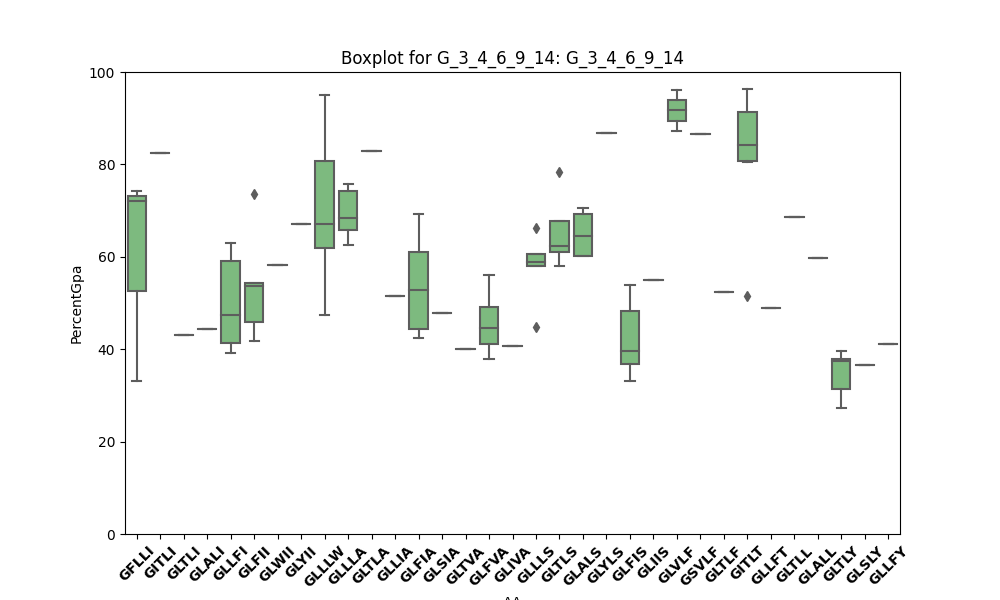 Boxplot for G_3_4_6_9_14: G_3_4_6_9_14
100
80
60
40
20
0
PercentGpa
GFLLI
GITLI
GLTLI
GLALI
GLLFI
GLFII
GLWII
GLYII
GLLLW
GLLLA
GLTLA
GLLIA
GLFIA
GLSIA
GLTVA
GLFVA
GLIVA
GLLLS
GLTLS
GLALS
GLYLS
GLFIS
GLIIS
GLVLF
GSVLF
GLTLF
GITLT
GLLFT
GLTLL
GLALL
GLTLY
GLSLY
GLLFY